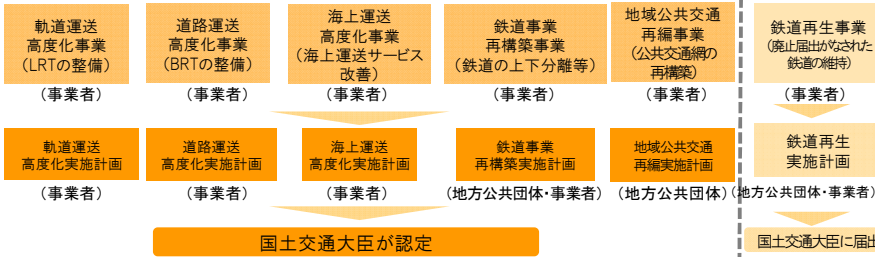 軌道運送
高度化事業
(LRTの整備)
(事業者)
道路運送
高度化事業
(BRTの整備)
(事業者)
海上運送
高度化事業
(海上運送サービス
改善)
(事業者)
鉄道事業
再構築事業
(鉄道の上下分離等)
(事業者)
地域公共交通
再編事業
(公共交通網の
再構築)
(事業者)
鉄道再生事業
(廃止届出がなされた
鉄道の維持)
(事業者)
軌道運送
高度化実施計画
(事業者)
道路運送
高度化実施計画
(事業者)
海上運送
高度化実施計画
(事業者)
鉄道事業
再構築実施計画
(地方公共団体・事業者)
地域公共交通
再編実施計画
(地方公共団体)
鉄道再生
実施計画
(地方公共団体・事業者)
国土交通大臣が認定
国土交通大臣に届出